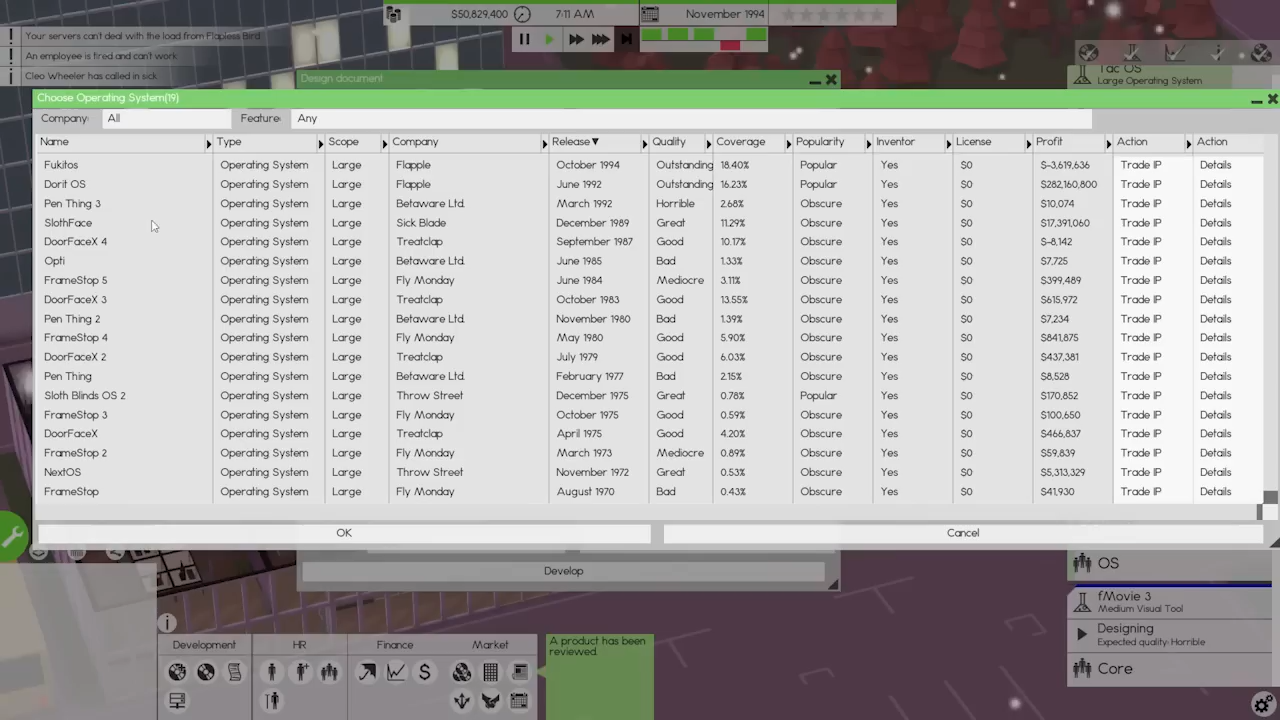 $50,829,400 7:11 AM November 1994
Your servers can't deal with the load from Flapless Bird
An employee is fired and can't work
Cleo Wheeler has called in sick
Design document
Tac OS
Large Operating System
Choose Operating System(19)
Company: All Feature: Any
Name Type Scope Company Release▼ Quality Coverage Popularity Inventor License Profit Action Action
Fukitos Operating System Large Flapple October 1994 Outstanding 18.40% Popular Yes $0 $-3,619,636 Trade IP Details
Dorit OS Operating System Large Flapple June 1992 Outstanding 16.23% Popular Yes $0 $282,160,800 Trade IP Details
Pen Thing 3 Operating System Large Betaware Ltd. March 1992 Horrible 2.68% Obscure Yes $0 $10,074 Trade IP Details
SlothFace Operating System Large Sick Blade December 1989 Great 11.29% Obscure Yes $0 $17,391,060 Trade IP Details
DoorFaceX 4 Operating System Large Treatclap September 1987 Good 10.17% Obscure Yes $0 $-8,142 Trade IP Details
Opti Operating System Large Betaware Ltd. June 1985 Bad 1.33% Obscure Yes $0 $7,725 Trade IP Details
FrameStop 5 Operating System Large Fly Monday June 1984 Mediocre 3.11% Obscure Yes $0 $399,489 Trade IP Details
DoorFaceX 3 Operating System Large Treatclap October 1983 Good 13.55% Obscure Yes $0 $615,972 Trade IP Details
Pen Thing 2 Operating System Large Betaware Ltd. November 1980 Bad 1.39% Obscure Yes $0 $7,234 Trade IP Details
FrameStop 4 Operating System Large Fly Monday May 1980 Good 5.90% Obscure Yes $0 $841,875 Trade IP Details
DoorFaceX 2 Operating System Large Treatclap July 1979 Good 6.03% Obscure Yes $0 $437,381 Trade IP Details
Pen Thing Operating System Large Betaware Ltd. February 1977 Bad 2.15% Obscure Yes $0 $8,528 Trade IP Details
Sloth Blinds OS 2 Operating System Large Throw Street December 1975 Great 0.78% Popular Yes $0 $170,852 Trade IP Details
FrameStop 3 Operating System Large Fly Monday October 1975 Good 0.59% Obscure Yes $0 $100,650 Trade IP Details
DoorFaceX Operating System Large Treatclap April 1975 Good 4.20% Obscure Yes $0 $466,837 Trade IP Details
FrameStop 2 Operating System Large Fly Monday March 1973 Mediocre 0.89% Obscure Yes $0 $59,839 Trade IP Details
NextOS Operating System Large Throw Street November 1972 Great 0.53% Obscure Yes $0 $5,313,329 Trade IP Details
FrameStop Operating System Large Fly Monday August 1970 Bad 0.43% Obscure Yes $0 $41,930 Trade IP Details
OK Cancel
Develop
OS
fMovie 3
Medium Visual Tool
Designing
Expected quality: Horrible
Core
Development HR Finance Market
A product has been
reviewed.